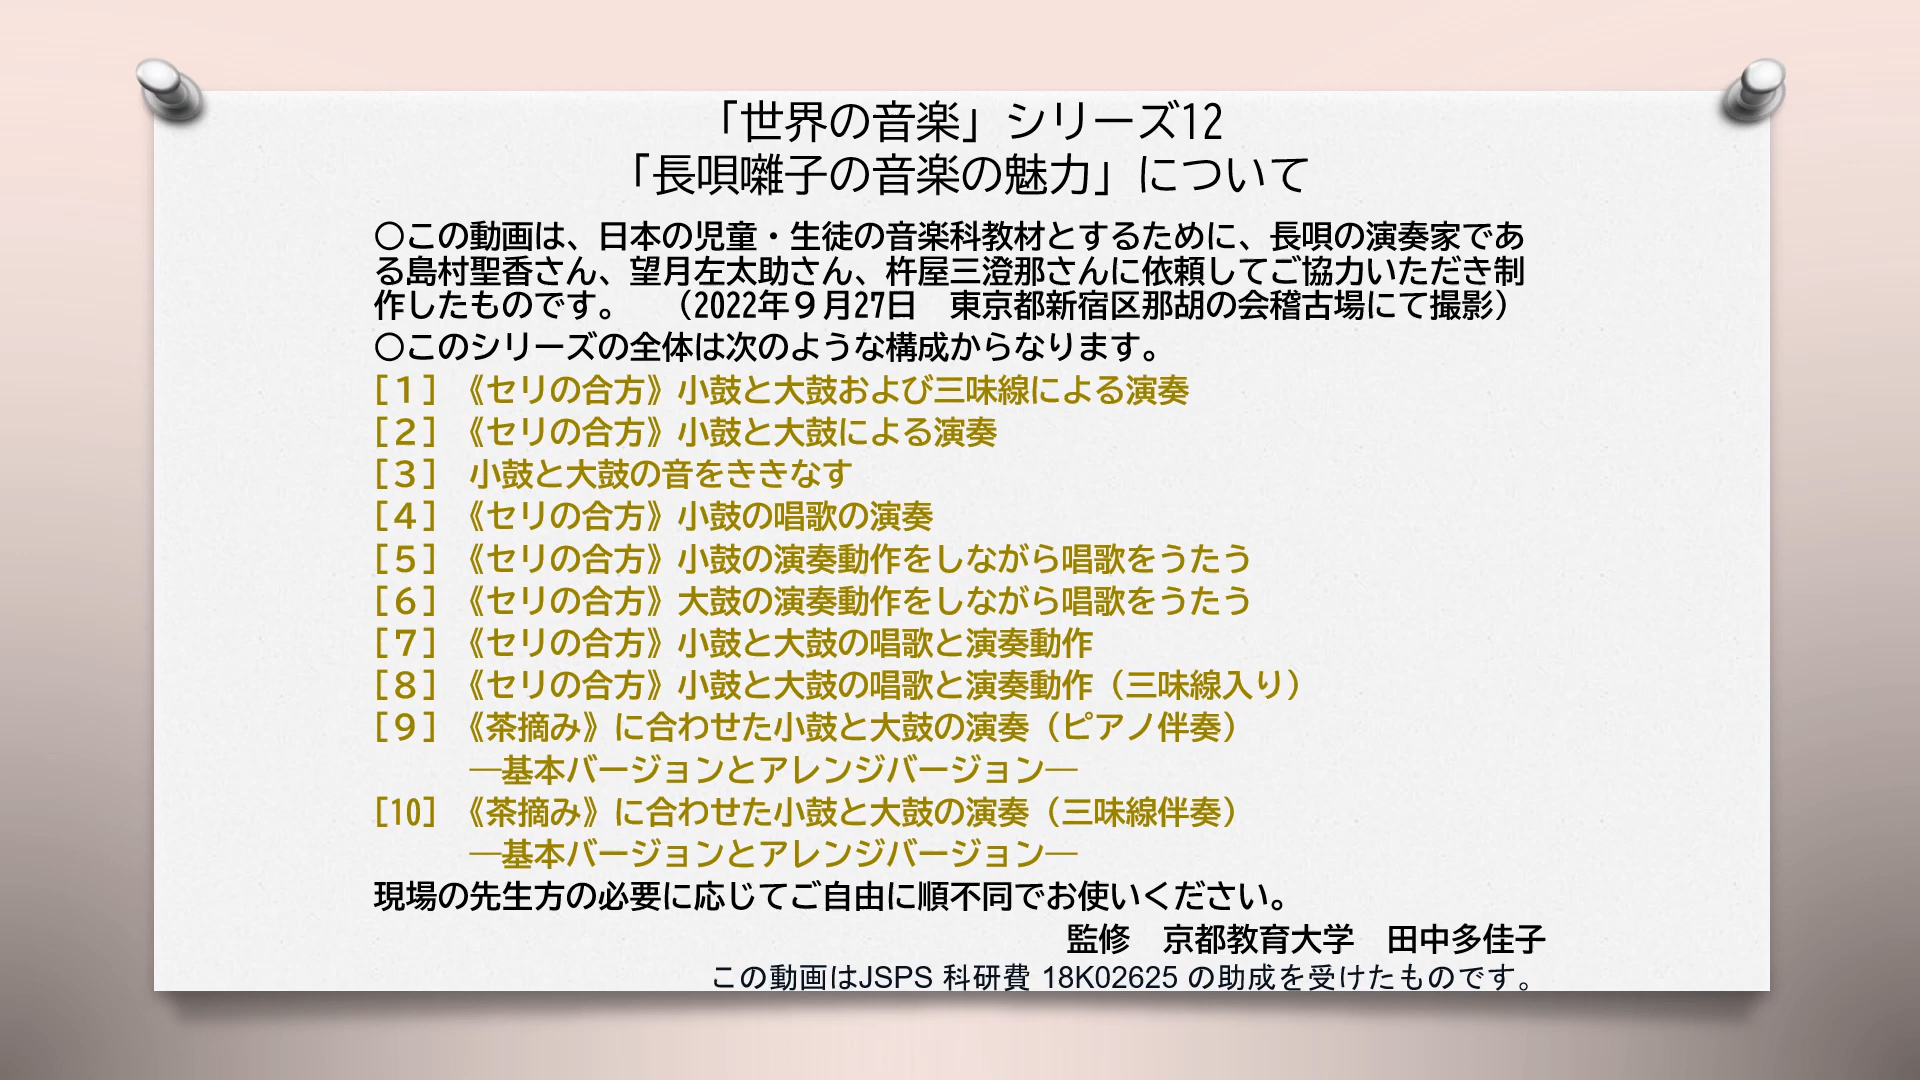 「世界の音楽」シリーズ12
「長唄囃子の音楽の魅力」について
〇この動画は、日本の児童・生徒の音楽科教材とするために、長唄の演奏家であ
る島村聖香さん、望月左太助さん、杵屋三澄那さんに依頼してご協力いただき制
作したものです。　（2022年９月27日　東京都新宿区那胡の会稽古場にて撮影）
〇このシリーズの全体は次のような構成からなります。
［１］《セリの合方》小鼓と大鼓および三味線による演奏
［２］《セリの合方》小鼓と大鼓による演奏
［３］ 小鼓と大鼓の音をききなす
［４］《セリの合方》小鼓の唱歌の演奏
［５］《セリの合方》小鼓の演奏動作をしながら唱歌をうたう
［６］《セリの合方》大鼓の演奏動作をしながら唱歌をうたう
［７］《セリの合方》小鼓と大鼓の唱歌と演奏動作
［８］《セリの合方》小鼓と大鼓の唱歌と演奏動作（三味線入り）
［９］《茶摘み》に合わせた小鼓と大鼓の演奏（ピアノ伴奏）
―基本バージョンとアレンジバージョン―
［10］《茶摘み》に合わせた小鼓と大鼓の演奏（三味線伴奏）
―基本バージョンとアレンジバージョン―
現場の先生方の必要に応じてご自由に順不同でお使いください。
監修　京都教育大学　田中多佳子
この動画はJSPS 科研費 18K02625 の助成を受けたものです。